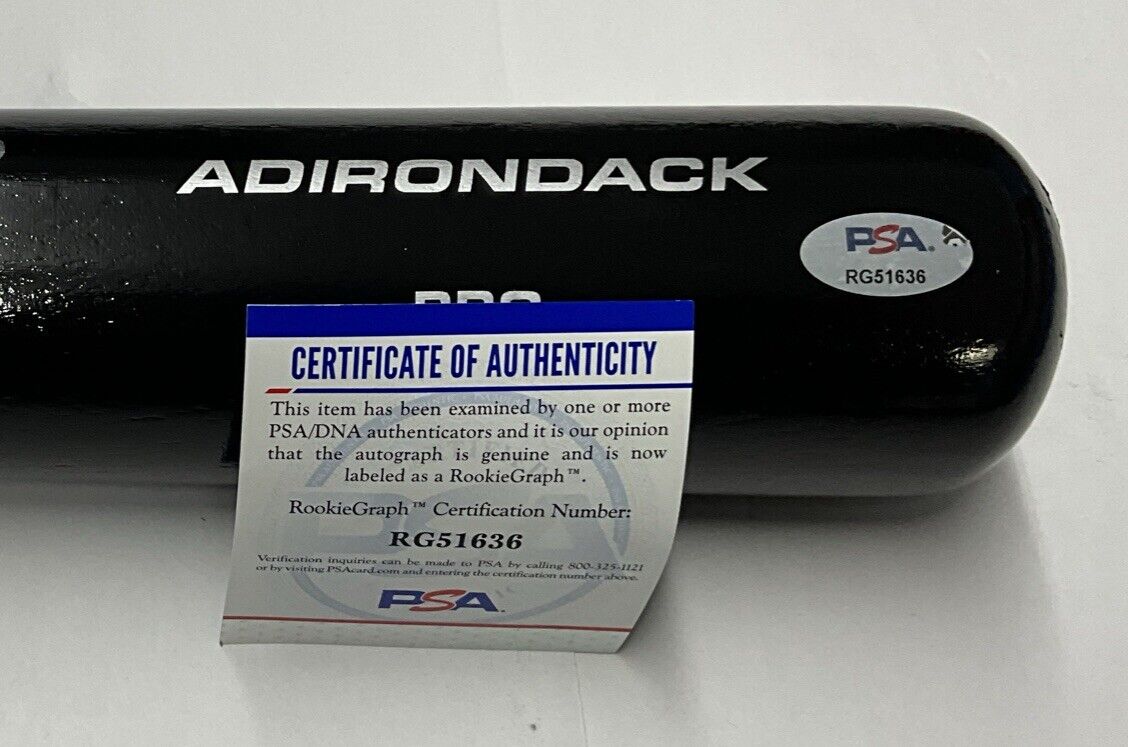 ADIRONDACK
PSA.
RG51636
PRO
CERTIFICATE OF AUTHENTICITY
This item has been examined by one or more
PSA/DNA authenticators and it is our opinion
that the autograph is genuine and is now
labeled as a RookieGraph™.
RookieGraph™ Certification Number:
RG51636
Verification inquiries can be made to PSA by calling 800-325-1121
or by visiting PSAcard.com and entering the certification number above.
PSA.